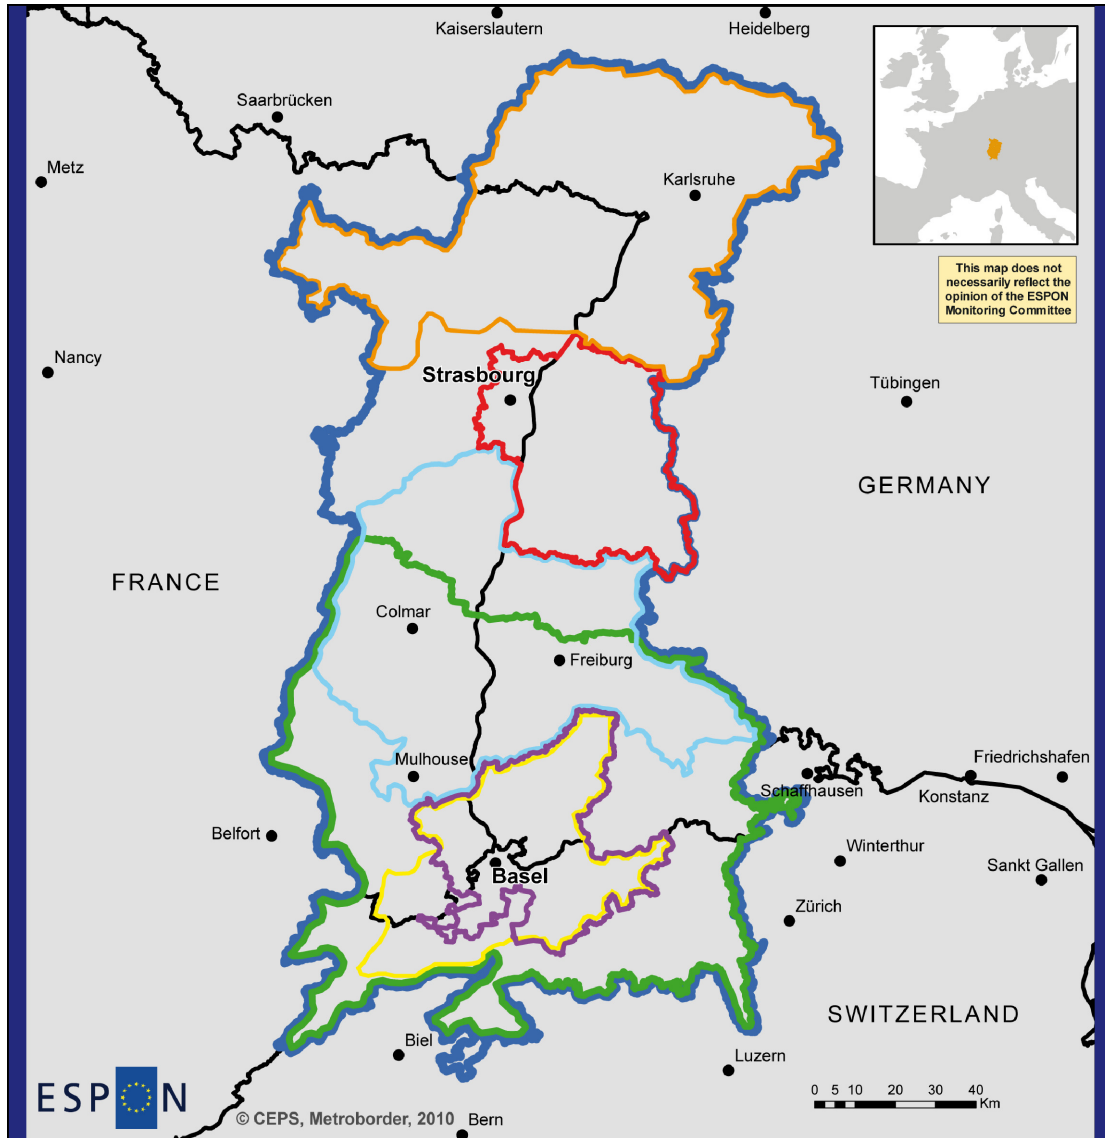 Kaiserslautern
Heidelberg
Saarbrücken
Metz
Karlsruhe
This map does not
necessarily reflect the
opinion of the ESPON
Monitoring Committee
Nancy
Strasbourg
Tübingen
GERMANY
FRANCE
Colmar
Freiburg
Mulhouse
Friedrichshafen
Schaffhausen
Konstanz
Belfort
Winterthur
Basel
Sankt Gallen
Zürich
SWITZERLAND
Biel
Luzern
ESPON
0 5 10 20 30 40
Km
© CEPS, Metroborder, 2010
Bern